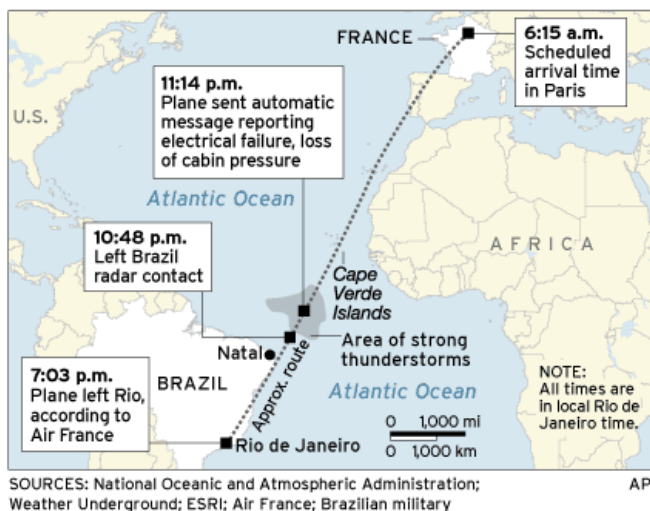 6:15 a.m.
Scheduled
arrival time
in Paris
FRANCE
11:14 p.m.
Plane sent automatic
message reporting
electrical failure, loss
of cabin pressure
U.S.
Atlantic Ocean
10:48 p.m.
Left Brazil
radar contact
AFRICA
Cape
Verde
Islands
Area of strong
thunderstorms
Natal
Approx. route
7:03 p.m.
Plane left Rio,
according to
Air France
BRAZIL
Atlantic Ocean
NOTE:
All times are
in local Rio de
Janeiro time.
Rio de Janeiro
0 1,000 mi
0 1,000 km
SOURCES: National Oceanic and Atmospheric Administration;
Weather Underground; ESRI; Air France; Brazilian military
AP